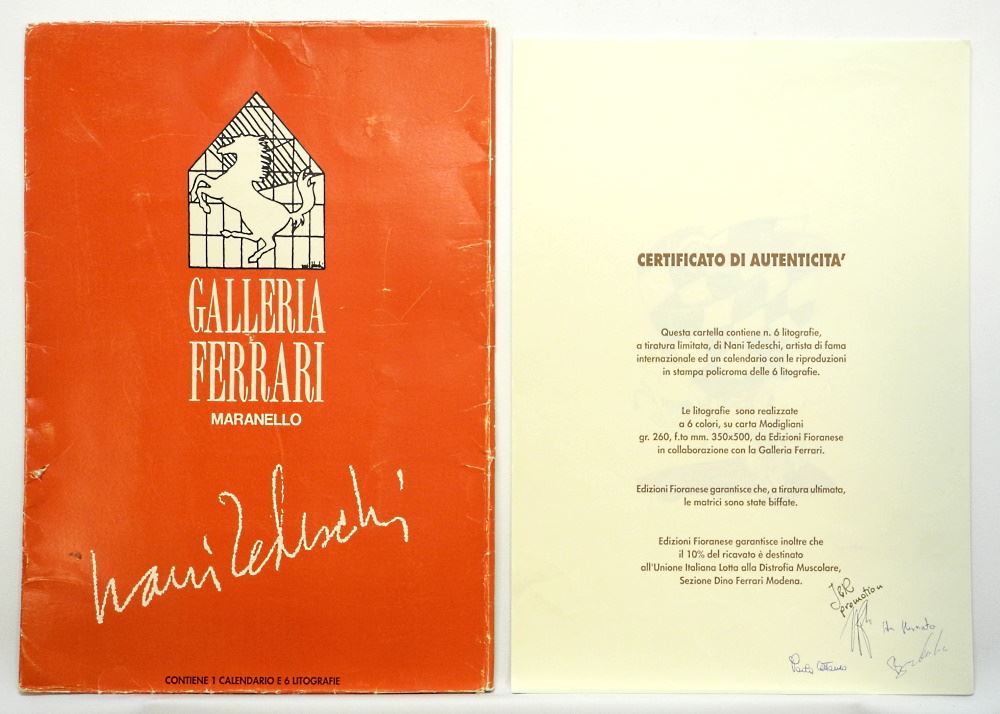 GALLERIA
FERRARI
MARANELLO
Nani Tedeschi
CONTIENE 1 CALENDARIO E 6 LITOGRAFIE
CERTIFICATO DI AUTENTICITA’
Questa cartella contiene n. 6 litografie,
a tiratura limitata, di Nani Tedeschi, artista di fama
internazionale ed un calendario con le riproduzioni
in stampa policroma delle 6 litografie.
Le litografie sono realizzate
a 6 colori, su carta Modigliani
gr. 260, f.to mm. 350x500, da Edizioni Fioranese
in collaborazione con la Galleria Ferrari.
Edizioni Fioranese garantisce che, a tiratura ultimata,
le matrici sono state biffate.
Edizioni Fioranese garantisce inoltre che
il 10% del ricavato è destinato
all'Unione Italiana Lotta alla Distrofia Muscolare,
Sezione Dino Ferrari Modena.
promotion